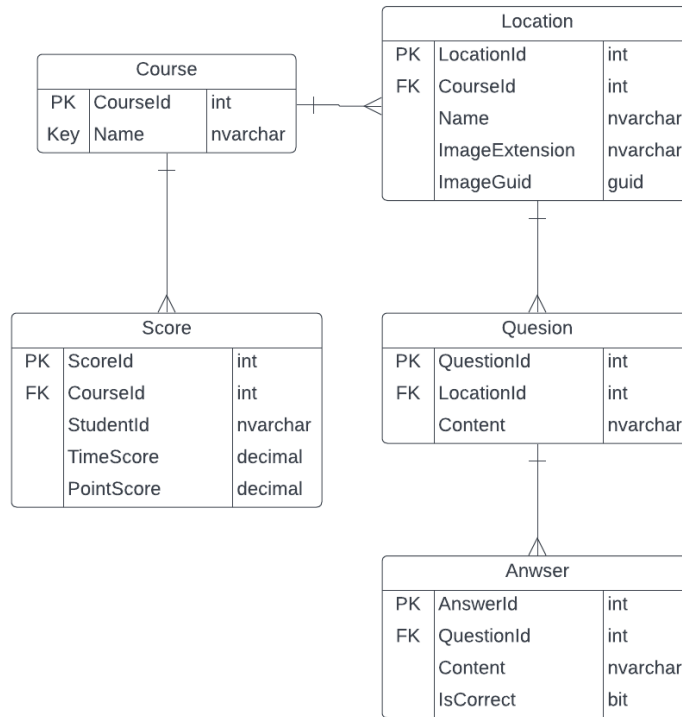 Location
PK LocationId int
FK CourseId int
Name nvarchar
ImageExtension nvarchar
ImageGuid guid
Course
PK CourseId int
Key Name nvarchar
Score
PK ScoreId int
FK CourseId int
StudentId nvarchar
TimeScore decimal
PointScore decimal
Quesion
PK QuestionId int
FK LocationId int
Content nvarchar
Anwser
PK AnswerId int
FK QuestionId int
Content nvarchar
IsCorrect bit